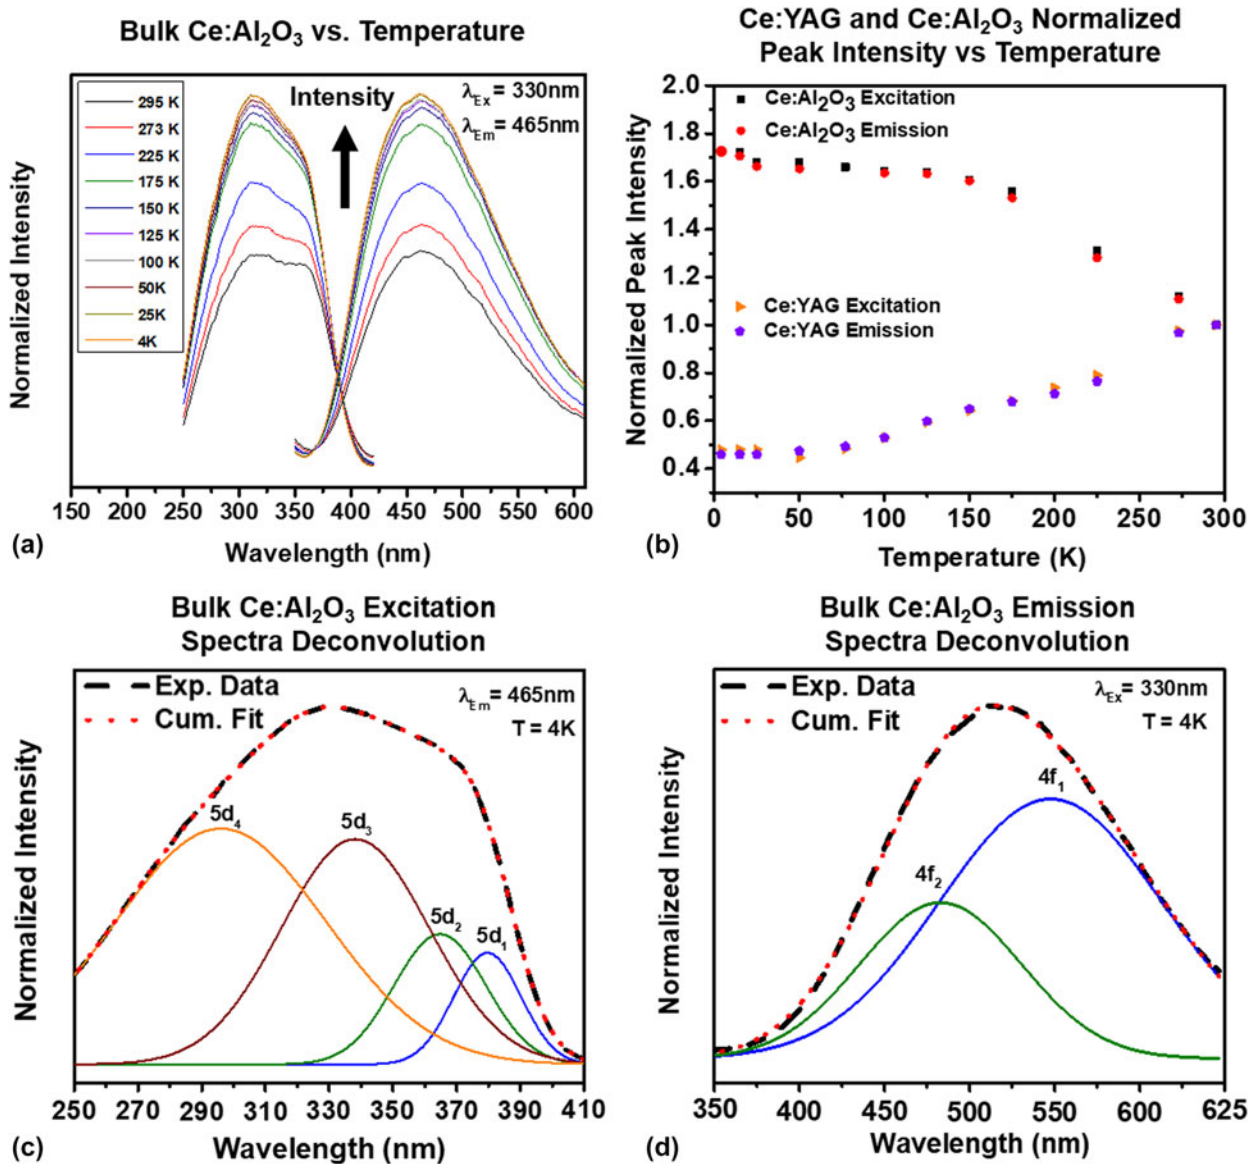 Bulk Ce:Al₂O₃ vs. Temperature
Normalized Intensity
295 K
273 K
225 K
175 K
150 K
125 K
100 K
50K
25K
4K
Intensity
λEx = 330nm
λEm = 465nm
150 200 250 300 350 400 450 500 550 600
Wavelength (nm)
(a)
Ce:YAG and Ce:Al₂O₃ Normalized
Peak Intensity vs Temperature
Normalized Peak Intensity
2.0
1.8
1.6
1.4
1.2
1.0
0.8
0.6
0.4
Ce:Al₂O₃ Excitation
Ce:Al₂O₃ Emission
Ce:YAG Excitation
Ce:YAG Emission
0 50 100 150 200 250 300
Temperature (K)
(b)
Bulk Ce:Al₂O₃ Excitation
Spectra Deconvolution
Normalized Intensity
Exp. Data
Cum. Fit
λEm = 465nm
T = 4K
5d₄
5d₃
5d₂
5d₁
250 270 290 310 330 350 370 390 410
Wavelength (nm)
(c)
Bulk Ce:Al₂O₃ Emission
Spectra Deconvolution
Normalized Intensity
Exp. Data
Cum. Fit
λEx = 330nm
T = 4K
4f₁
4f₂
350 400 450 500 550 600 625
Wavelength (nm)
(d)